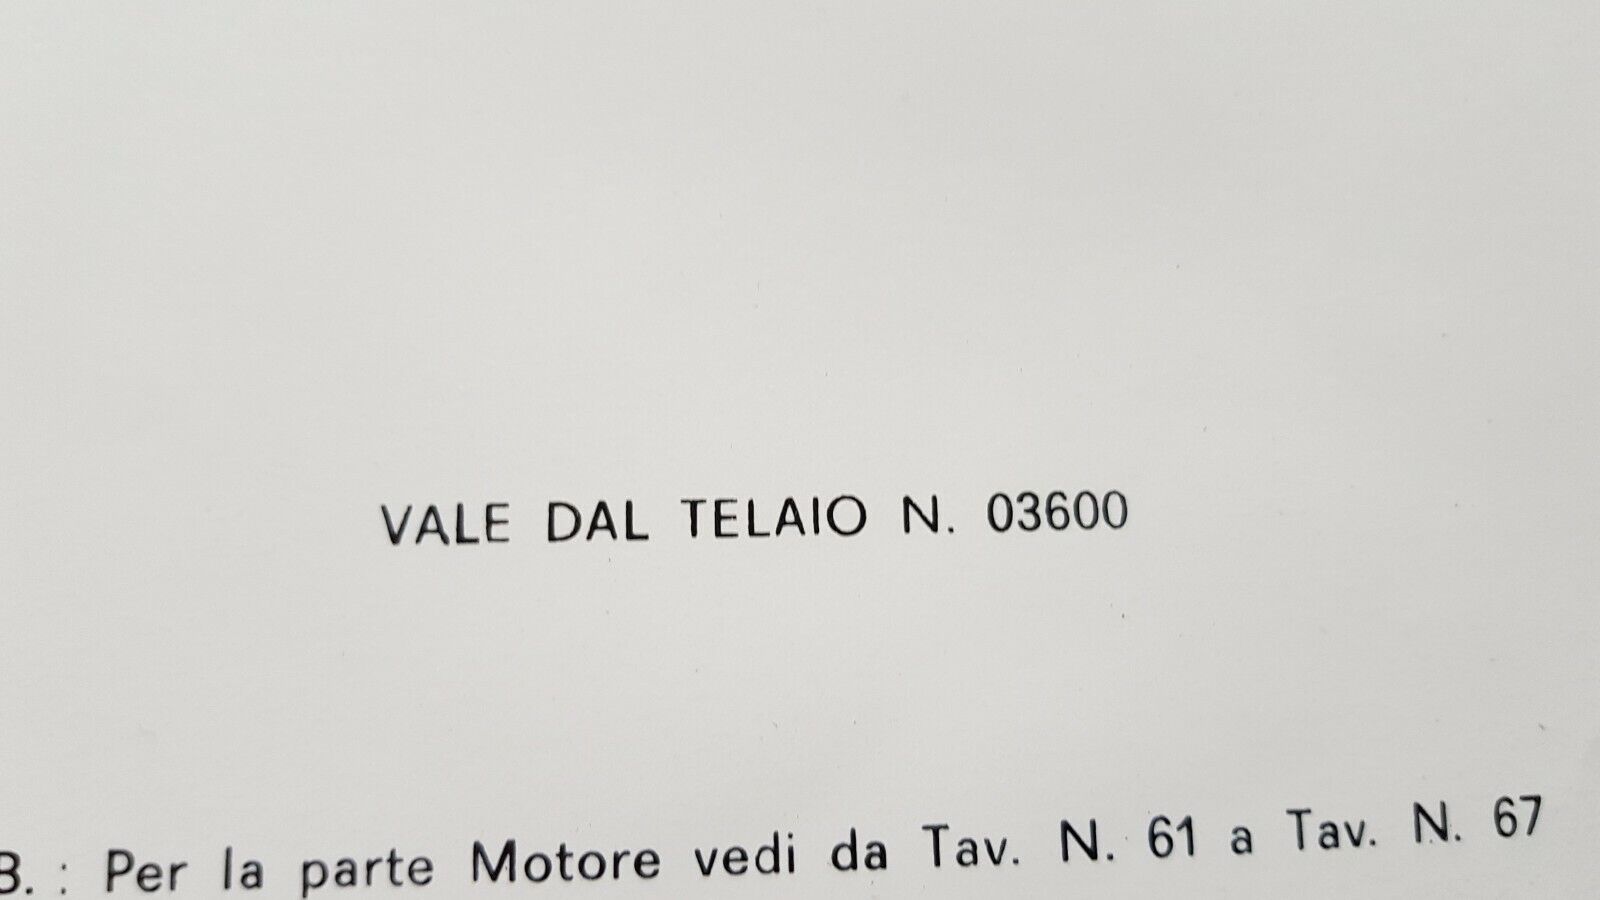 VALE DAL TELAIO N. 03600
B. : Per la parte Motore vedi da Tav. N. 61 a Tav. N. 67